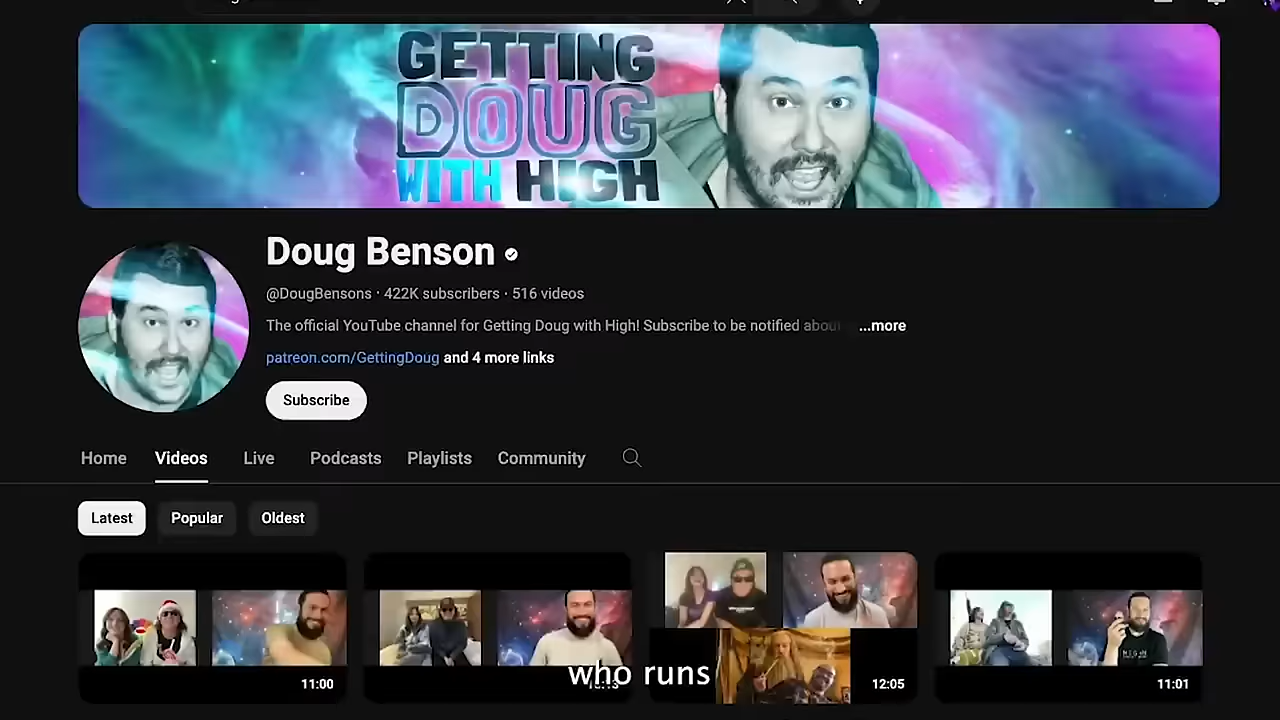 GETTING
DOUG
WITH HIGH
Doug Benson
@DougBensons · 422K subscribers · 516 videos
The official YouTube channel for Getting Doug with High! Subscribe to be notified about ...more
patreon.com/GettingDoug and 4 more links
Subscribe
Home Videos Live Podcasts Playlists Community
Latest Popular Oldest
11:00 12:05 11:01
who runs